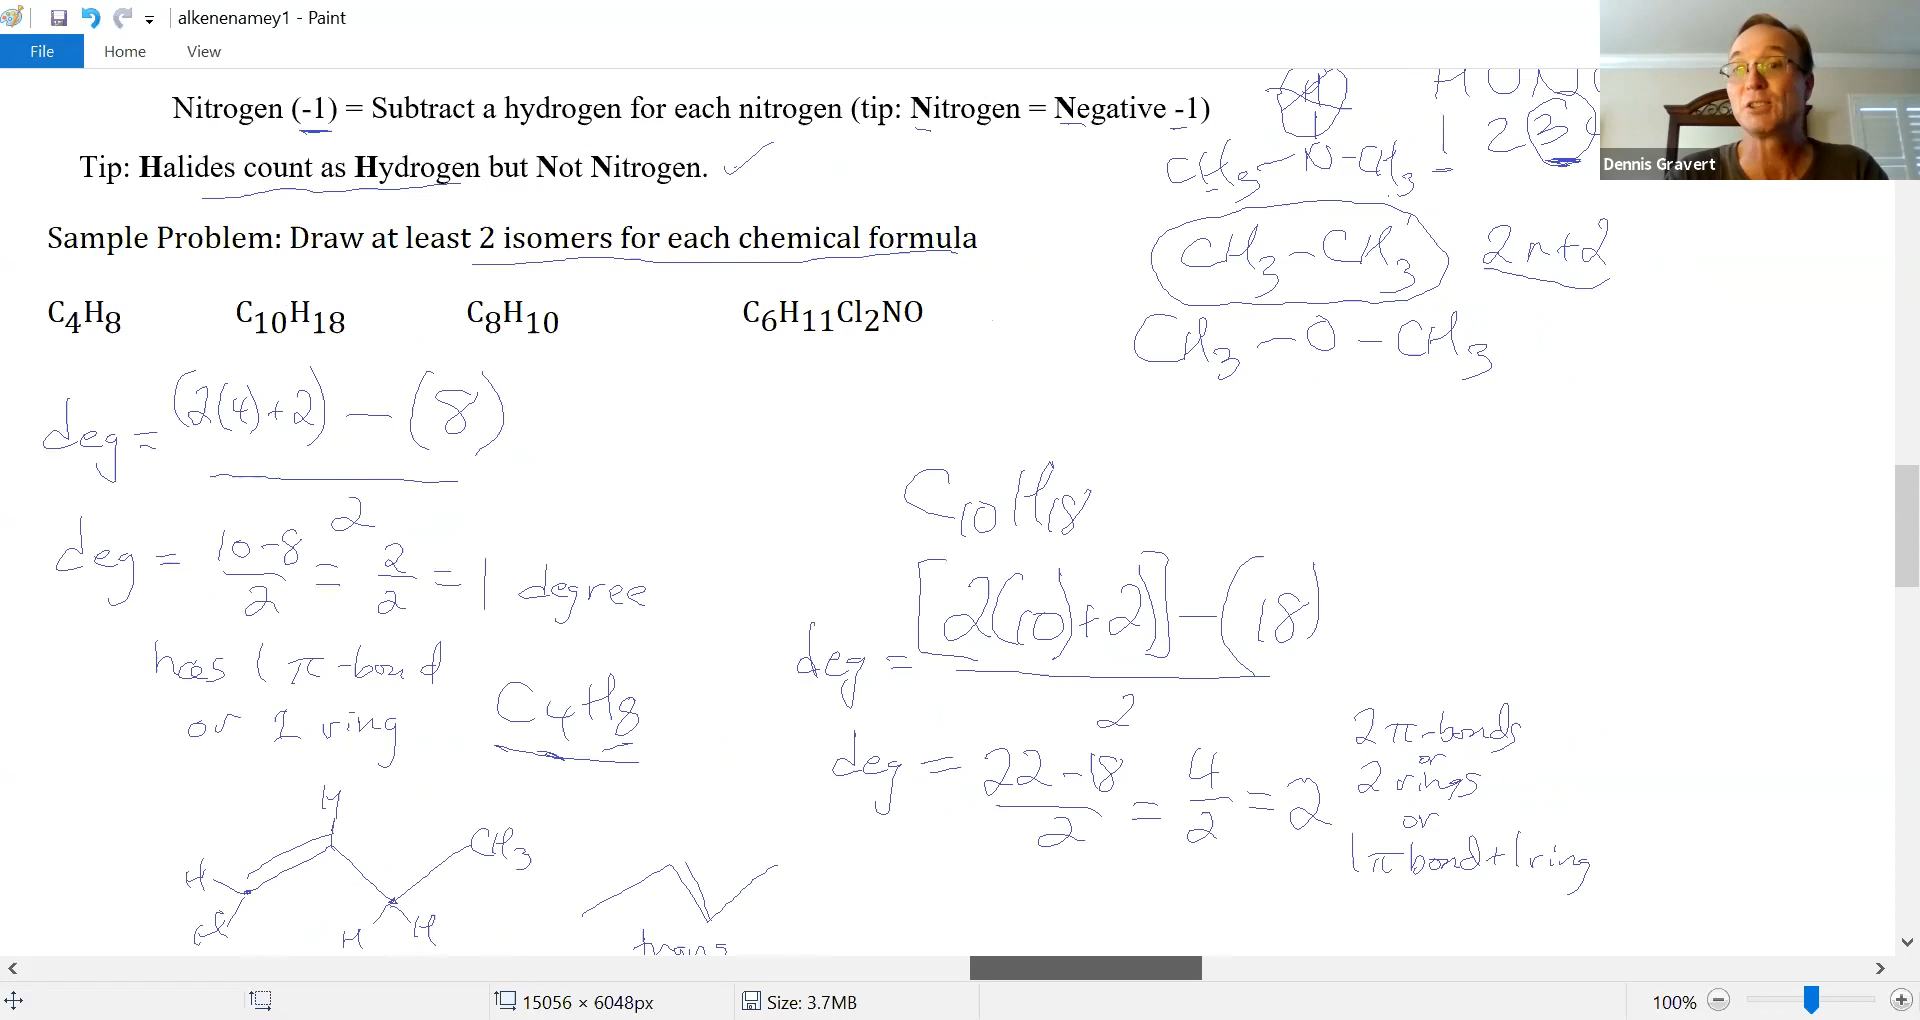 alkenenamey1 - Paint
File Home View
Nitrogen (-1) = Subtract a hydrogen for each nitrogen (tip: Nitrogen = Negative -1)
Tip: Halides count as Hydrogen but Not Nitrogen.
Sample Problem: Draw at least 2 isomers for each chemical formula
C4H8 C10H18 C8H10 C6H11Cl2NO
H O N
1 2 3
CH3 - N - CH3
CH3 - CH3 2n+2
CH3 - O - CH3
Dennis Gravert
deg = (2(4)+2) - (8)
2
deg = 10-8 / 2 = 2/2 = 1 degree
has 1 π-bond
or 1 ring
C4H8
H
H
CH3
H H
trans
C10H18
deg = [2(10)+2] - (18)
2
deg = 22-18 / 2 = 4/2 = 2
2 π-bonds
or
2 rings
or
1 π bond + 1 ring
15056 × 6048px Size: 3.7MB 100%